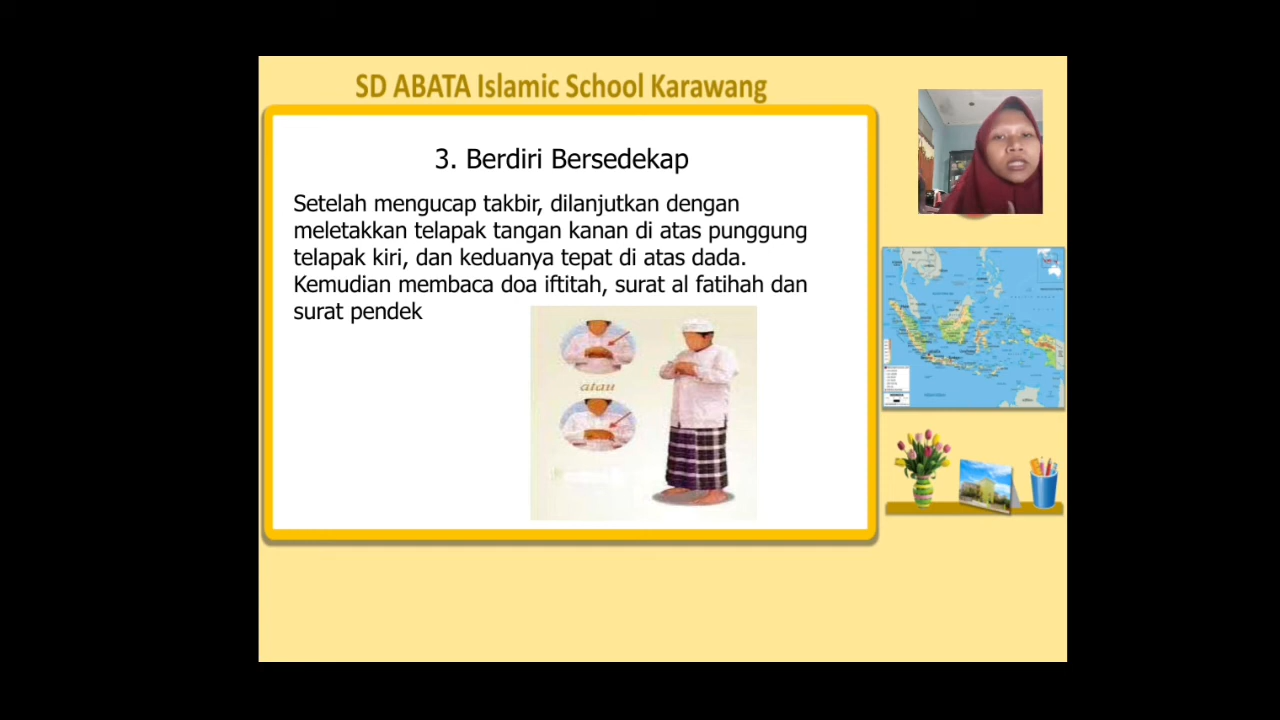 SD ABATA Islamic School Karawang
3. Berdiri Bersedekap
Setelah mengucap takbir, dilanjutkan dengan
meletakkan telapak tangan kanan di atas punggung
telapak kiri, dan keduanya tepat di atas dada.
Kemudian membaca doa iftitah, surat al fatihah dan
surat pendek
atau